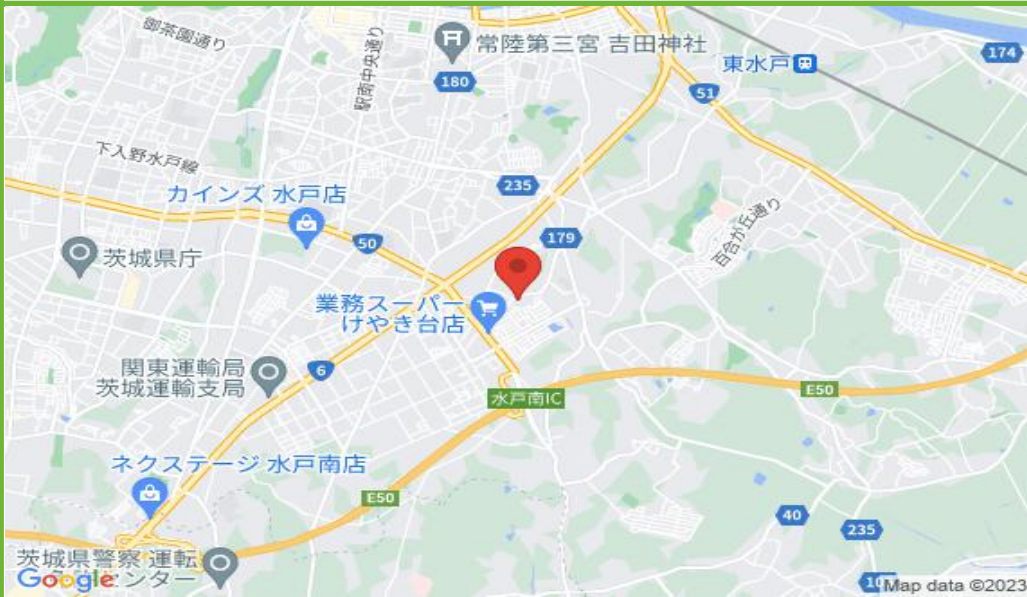 御茶園通り
駅南中央通り
常陸第三宮 吉田神社
180
東水戸
174
51
下入野水戸線
カインズ 水戸店
235
50
179
百合が丘通り
茨城県庁
業務スーパー
けやき台店
関東運輸局
茨城運輸支局
6
水戸南IC
E50
ネクステージ 水戸南店
E50
40
235
茨城県警察 運転
センター
Google
Map data ©2023